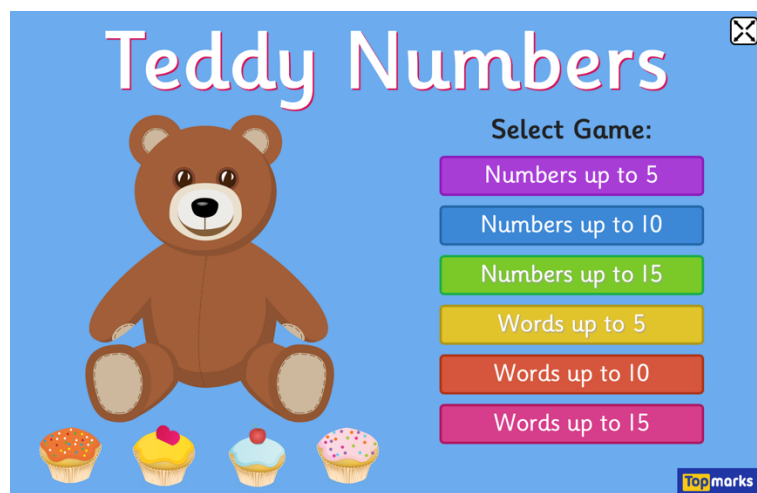 Teddy Numbers
Select Game:
Numbers up to 5
Numbers up to 10
Numbers up to 15
Words up to 5
Words up to 10
Words up to 15
Topmarks